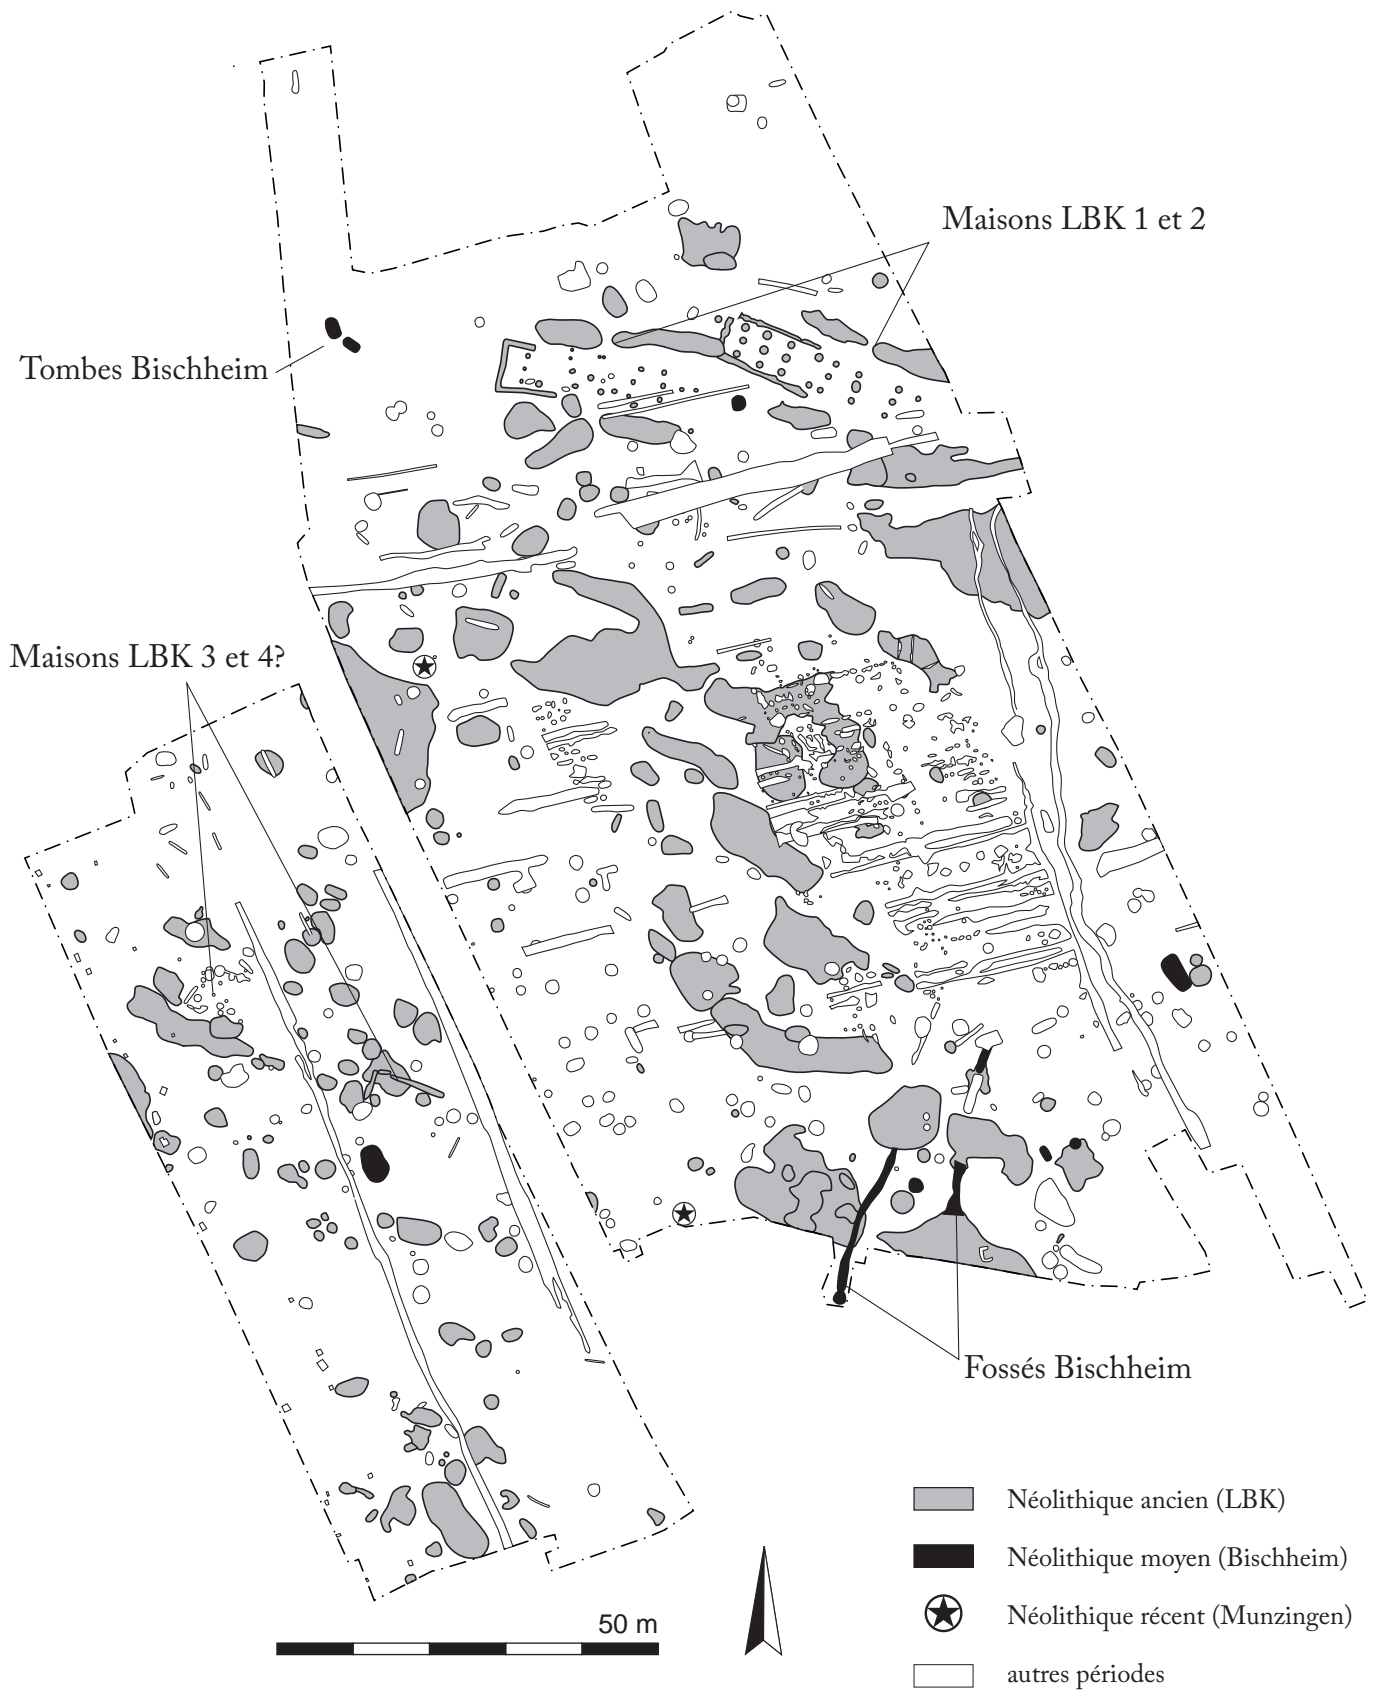 Maisons LBK 1 et 2
Tombes Bischheim
Maisons LBK 3 et 4?
Fossés Bischheim
Néolithique ancien (LBK)
Néolithique moyen (Bischheim)
Néolithique récent (Munzingen)
autres périodes
50 m